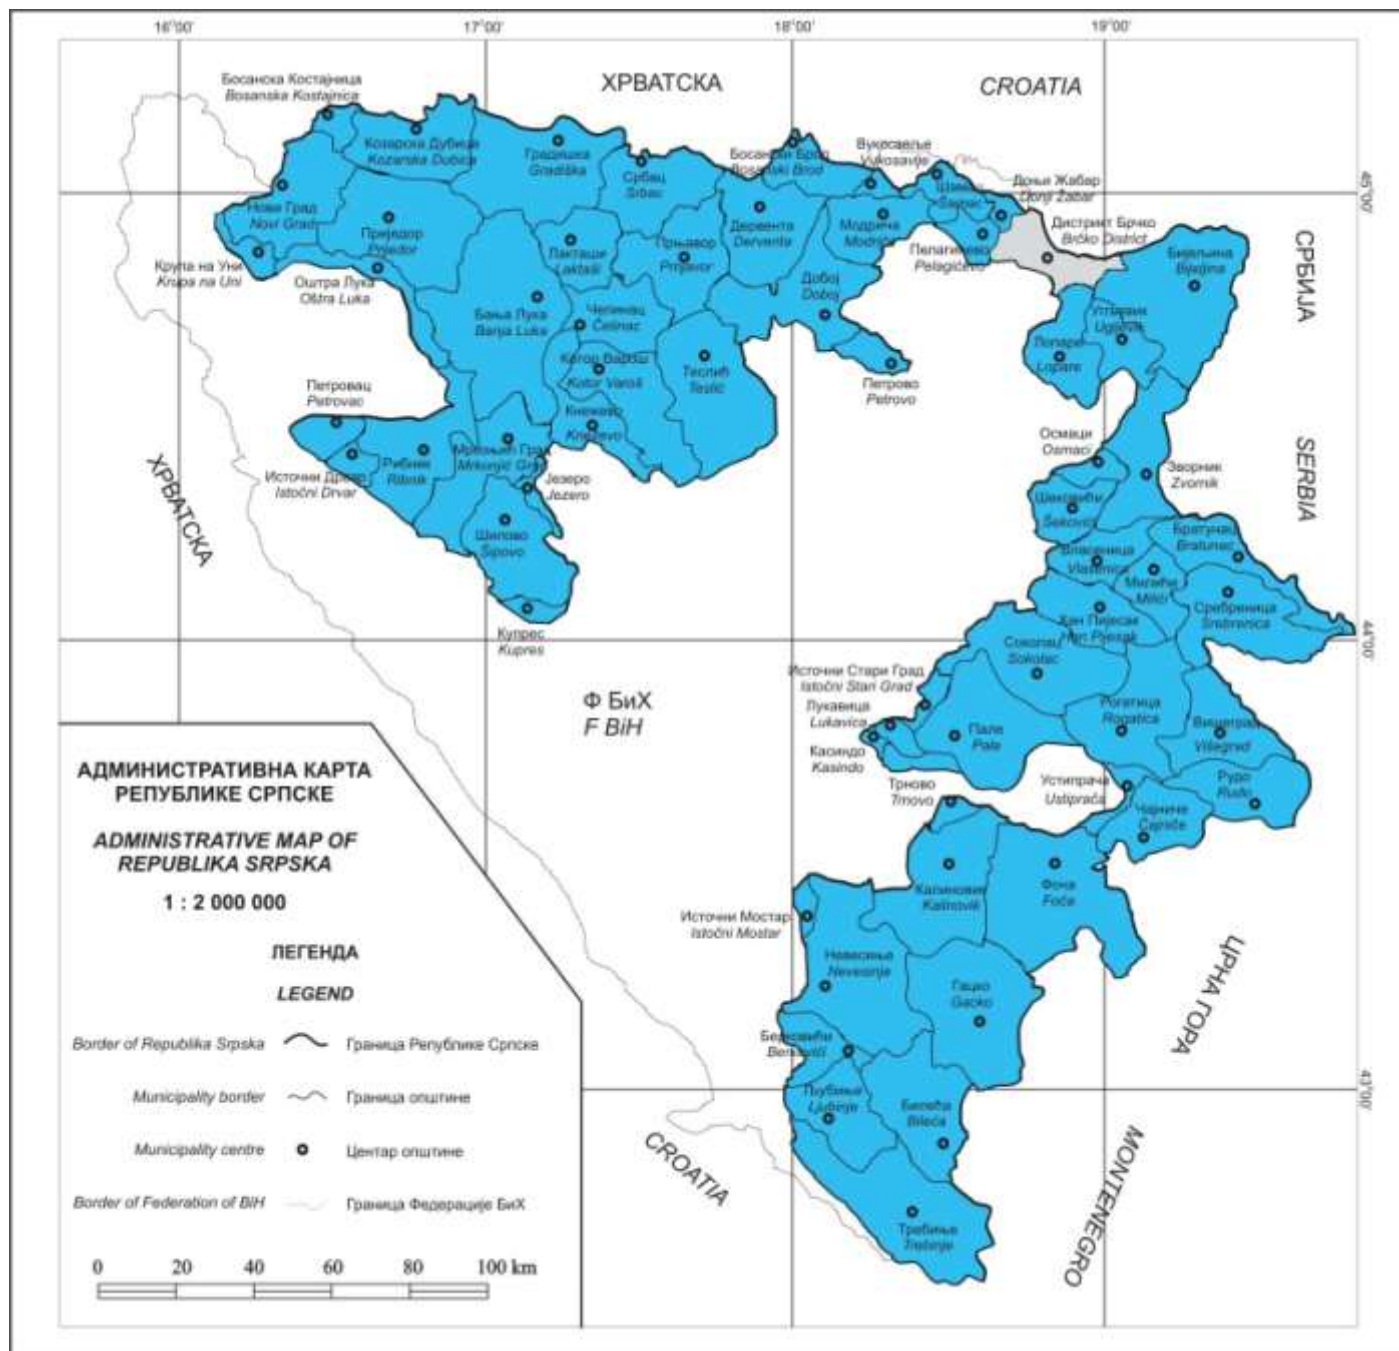 16°00'
17°00'
18°00'
19°00'
ХРВАТСКА
CROATIA
Босанска Костајница
Bosanska Kostajnica
Козарска Дубица
Kozarska Dubica
Градишка
Gradiška
Србац
Srbac
Босански Брод
Bosanski Brod
Вукосавље
Vukosavlje
Шамац
Šamac
Доњи Жабар
Donji Žabar
Дистрикт Брчко
Brčko District
45°00'
Нови Град
Novi Grad
Приједор
Prijedor
Лакташи
Laktaši
Прњавор
Prnjavor
Дервента
Derventa
Модрича
Modriča
Пелагићево
Pelagićevo
Бијељина
Bijeljina
СРБИЈА
Крупа на Уни
Krupa na Uni
Оштра Лука
Oštra Luka
Бања Лука
Banja Luka
Челинац
Čelinac
Добој
Doboj
Угљевик
Ugljevik
Лопаре
Lopare
Котор Варош
Kotor Varoš
Теслић
Teslić
Петрово
Petrovo
Петровац
Petrovac
Кнежево
Kneževo
Осмаци
Osmaci
Зворник
Zvornik
SERBIA
Источни Дрвар
Istočni Drvar
Рибник
Ribnik
Мркоњић Град
Mrkonjić Grad
Језеро
Jezero
Шековићи
Šekovići
ХРВАТСКА
Шипово
Šipovo
Братунац
Bratunac
Власеница
Vlasenica
Милићи
Milići
Сребреница
Srebrenica
Хан Пијесак
Han Pijesak
Купрес
Kupres
44°00'
Соколац
Sokolac
Источни Стари Град
Istočni Stari Grad
Ф БиХ
F BiH
Лукавица
Lukavica
Рогатица
Rogatica
Вишеград
Višegrad
Пале
Pale
Касиндо
Kasindo
Трново
Trnovo
Устипрача
Ustiprača
Рудо
Rudo
Чајниче
Čajniče
Калиновик
Kalinovik
Фоча
Foča
Источни Мостар
Istočni Mostar
Невесиње
Nevesinje
Гацко
Gacko
ЦРНА ГОРА
Берковићи
Berkovići
43°00'
Љубиње
Ljubinje
Билећа
Bileća
CROATIA
MONTENEGRO
Требиње
Trebinje
АДМИНИСТРАТИВНА КАРТА
РЕПУБЛИКЕ СРПСКЕ
ADMINISTRATIVE MAP OF
REPUBLIKA SRPSKA
1 : 2 000 000
ЛЕГЕНДА
LEGEND
Border of Republika Srpska Граница Републике Српске
Municipality border Граница општине
Municipality centre Центар општине
Border of Federation of BiH Граница Федерације БиХ
0 20 40 60 80 100 km